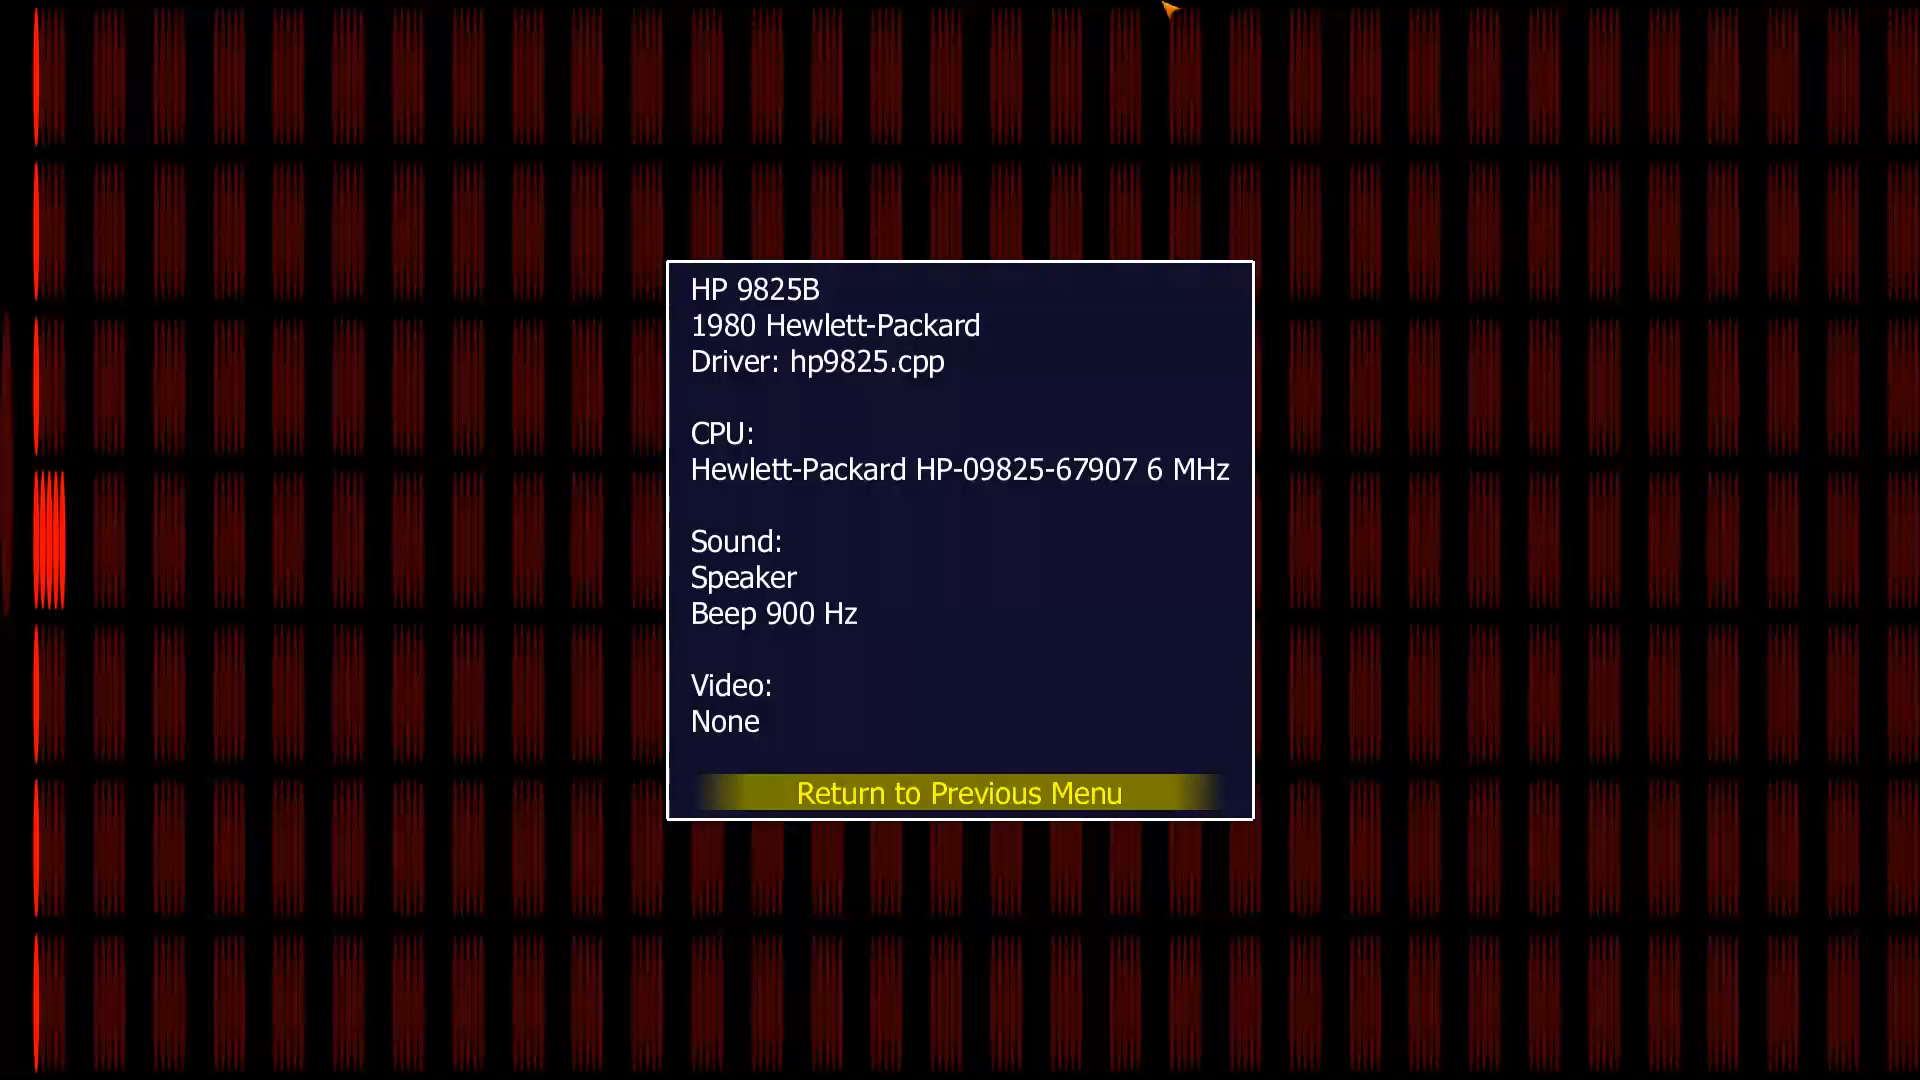 HP 9825B
1980 Hewlett-Packard
Driver: hp9825.cpp
CPU:
Hewlett-Packard HP-09825-67907 6 MHz
Sound:
Speaker
Beep 900 Hz
Video:
None
Return to Previous Menu